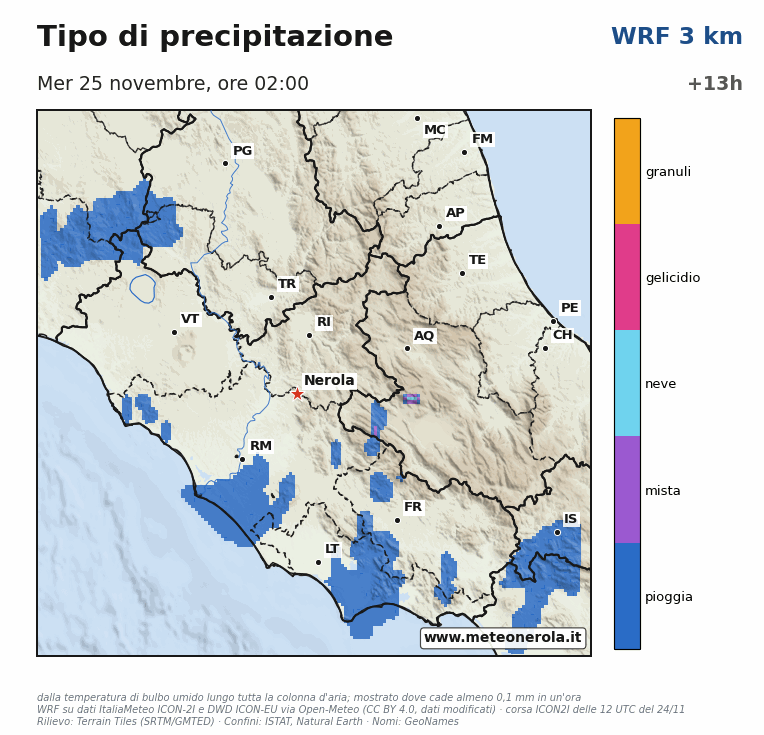 Tipo di precipitazione
WRF 3 km
Mer 25 novembre, ore 02:00
+13h
MC
FM
PG
AP
TE
TR
PE
VT
RI
AQ
CH
Nerola
RM
FR
IS
LT
www.meteonerola.it
granuli
gelicidio
neve
mista
pioggia
dalla temperatura di bulbo umido lungo tutta la colonna d'aria; mostrato dove cade almeno 0,1 mm in un'ora
WRF su dati ItaliaMeteo ICON-2I e DWD ICON-EU via Open-Meteo (CC BY 4.0, dati modificati) · corsa ICON2I delle 12 UTC del 24/11
Rilievo: Terrain Tiles (SRTM/GMTED) · Confini: ISTAT, Natural Earth · Nomi: GeoNames